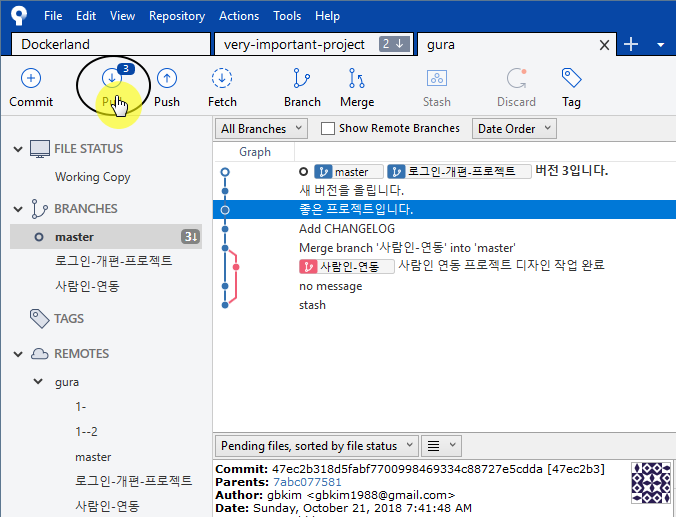 File Edit View Repository Actions Tools Help
Dockerland very-important-project 2 gura
3
Commit Push Fetch Branch Merge Stash Discard Tag
All Branches Show Remote Branches Date Order
Graph
FILE STATUS
Working Copy
BRANCHES
master 3
로그인-개편-프로젝트
사람인-연동
TAGS
REMOTES
gura
1-
1--2
master
로그인-개편-프로젝트
사람인-연동
master 로그인-개편-프로젝트 버전 3입니다.
새 버전을 올립니다.
좋은 프로젝트입니다.
Add CHANGELOG
Merge branch '사람인-연동' into 'master'
사람인-연동 사람인 연동 프로젝트 디자인 작업 완료
no message
stash
Pending files, sorted by file status
Commit: 47ec2b318d5fabf7700998469334c88727e5cdda [47ec2b3]
Parents: 7abc077581
Author: gbkim <gbkim1988@gmail.com>
Date: Sunday, October 21, 2018 7:41:48 AM